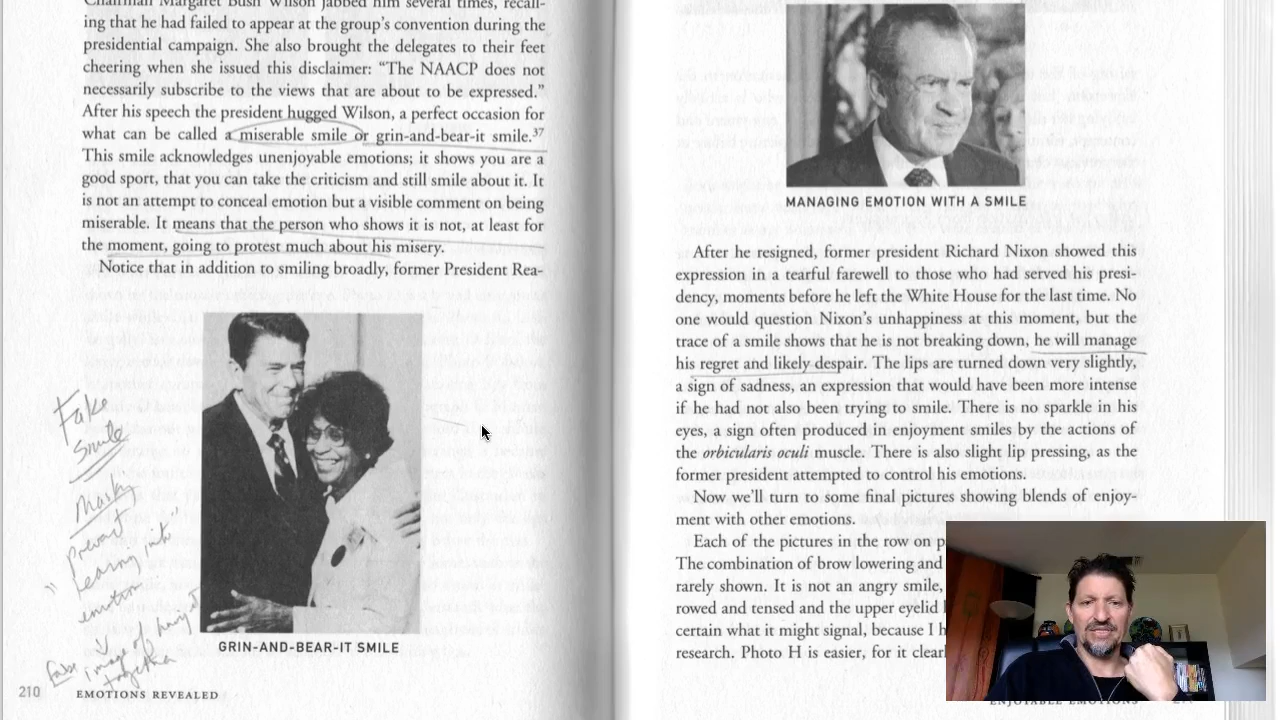 Chairman Margaret Bush Wilson jabbed him several times, recall-
ing that he had failed to appear at the group's convention during the
presidential campaign. She also brought the delegates to their feet
cheering when she issued this disclaimer: “The NAACP does not
necessarily subscribe to the views that are about to be expressed.”
After his speech the president hugged Wilson, a perfect occasion for
what can be called a miserable smile or grin-and-bear-it smile.37
This smile acknowledges unenjoyable emotions; it shows you are a
good sport, that you can take the criticism and still smile about it. It
is not an attempt to conceal emotion but a visible comment on being
miserable. It means that the person who shows it is not, at least for
the moment, going to protest much about his misery.
Notice that in addition to smiling broadly, former President Rea-
Fake
smile
masks
prevent
"leaning into"
emotion
together
GRIN-AND-BEAR-IT SMILE
210 EMOTIONS REVEALED
MANAGING EMOTION WITH A SMILE
After he resigned, former president Richard Nixon showed this
expression in a tearful farewell to those who had served his presi-
dency, moments before he left the White House for the last time. No
one would question Nixon's unhappiness at this moment, but the
trace of a smile shows that he is not breaking down, he will manage
his regret and likely despair. The lips are turned down very slightly,
a sign of sadness, an expression that would have been more intense
if he had not also been trying to smile. There is no sparkle in his
eyes, a sign often produced in enjoyment smiles by the actions of
the orbicularis oculi muscle. There is also slight lip pressing, as the
former president attempted to control his emotions.
Now we'll turn to some final pictures showing blends of enjoy-
ment with other emotions.
Each of the pictures in the row on p
The combination of brow lowering and
rarely shown. It is not an angry smile,
rowed and tensed and the upper eyelid
certain what it might signal, because I h
research. Photo H is easier, for it clearl